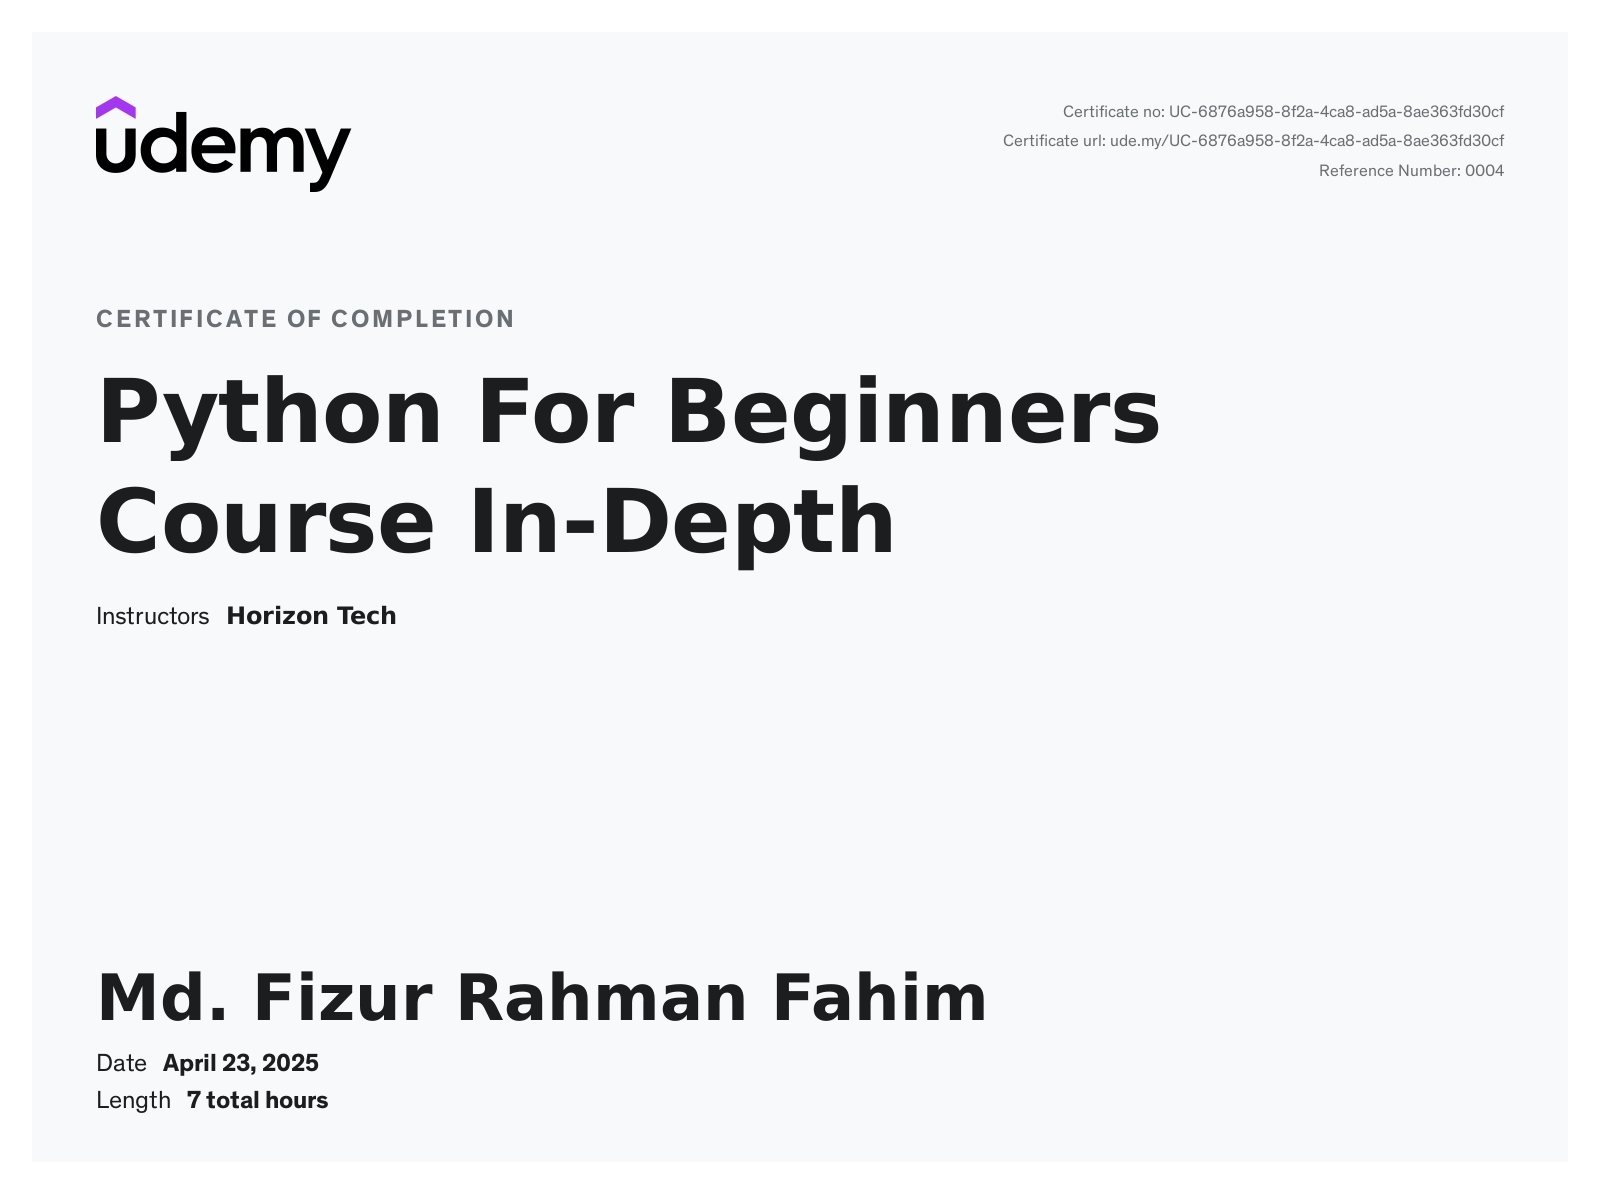 udemy
Certificate no: UC-6876a958-8f2a-4ca8-ad5a-8ae363fd30cf
Certificate url: ude.my/UC-6876a958-8f2a-4ca8-ad5a-8ae363fd30cf
Reference Number: 0004
CERTIFICATE OF COMPLETION
Python For Beginners
Course In-Depth
Instructors Horizon Tech
Md. Fizur Rahman Fahim
Date April 23, 2025
Length 7 total hours